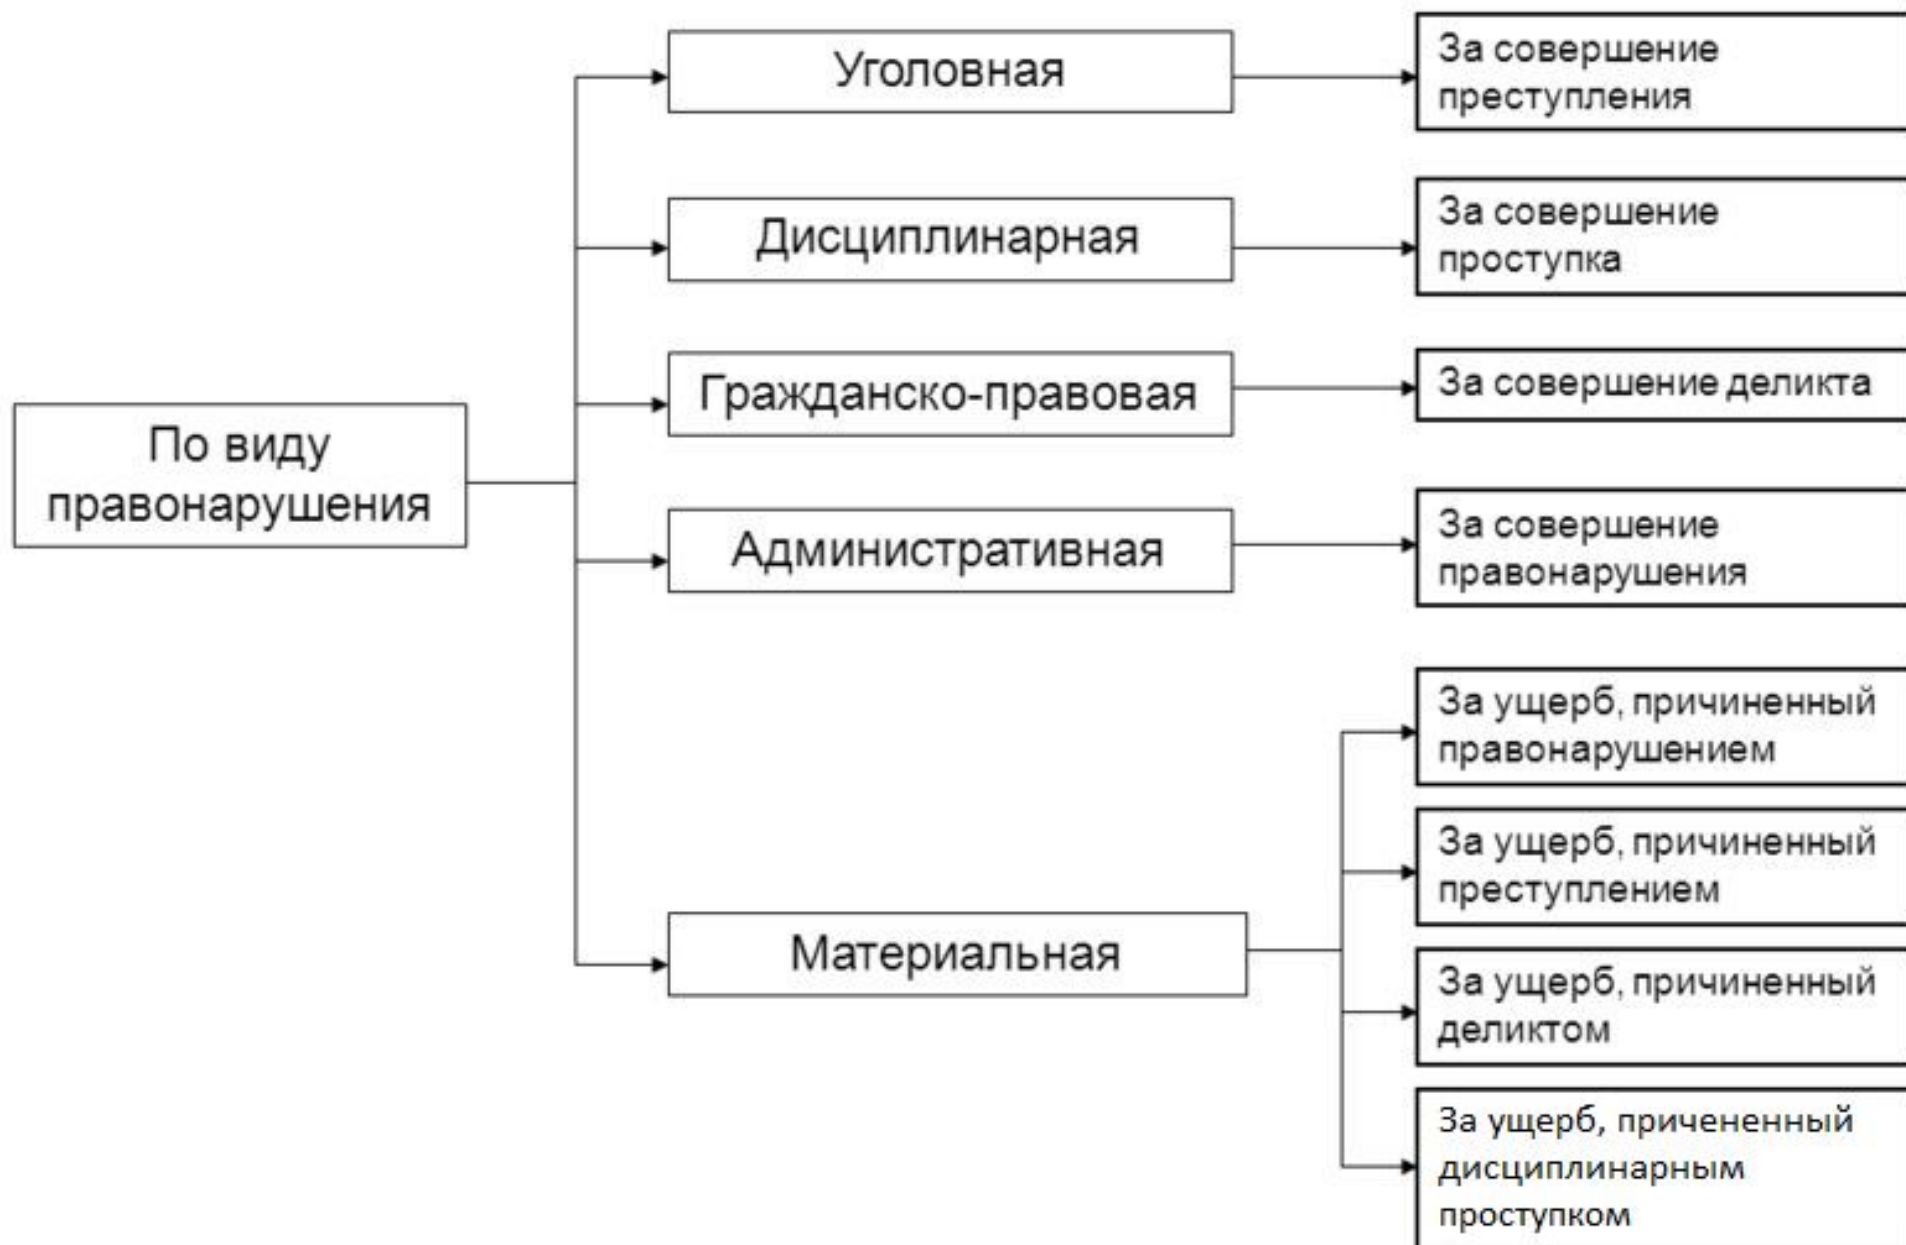 По виду
правонарушения
Уголовная
За совершение
преступления
Дисциплинарная
За совершение
проступка
Гражданско-правовая
За совершение деликта
Административная
За совершение
правонарушения
Материальная
За ущерб, причиненный
правонарушением
За ущерб, причиненный
преступлением
За ущерб, причиненный
деликтом
За ущерб, причененный
дисциплинарным
проступком